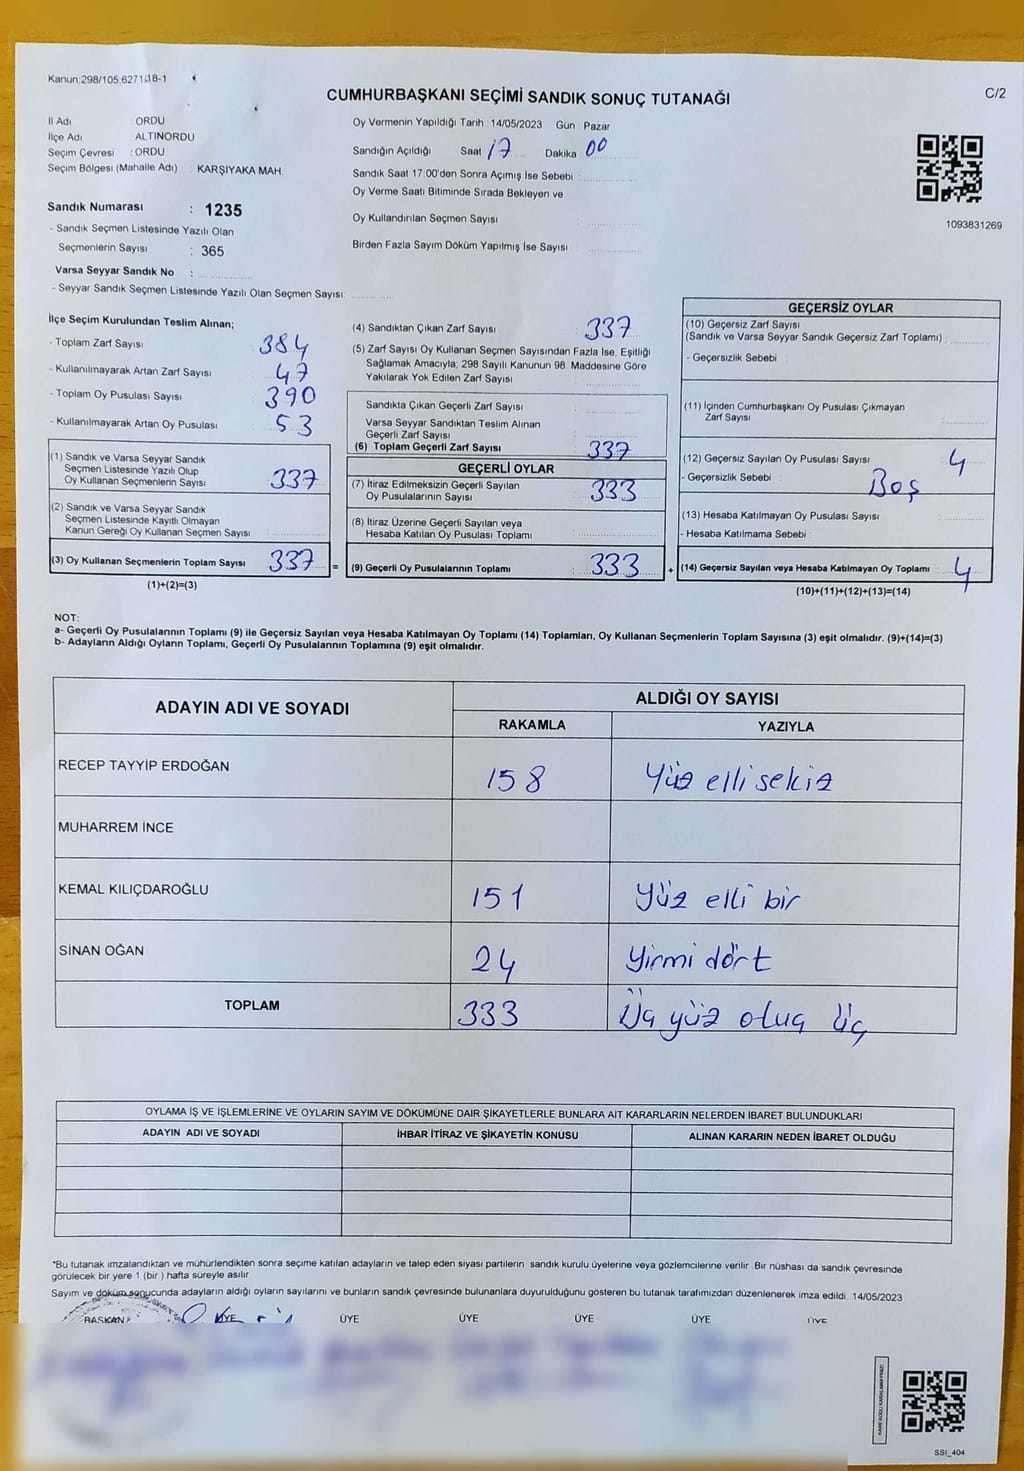 Kanun;298/105,6271/18-1
C/2
CUMHURBAŞKANI SEÇİMİ SANDIK SONUÇ TUTANAĞI
İl Adı ORDU
İlçe Adı ALTINORDU
Seçim Çevresi : ORDU
Seçim Bölgesi (Mahalle Adı) KARŞIYAKA MAH.
Sandık Numarası : 1235
- Sandık Seçmen Listesinde Yazılı Olan
Seçmenlerin Sayısı : 365
Varsa Seyyar Sandık No :
- Seyyar Sandık Seçmen Listesinde Yazılı Olan Seçmen Sayısı:
Oy Vermenin Yapıldığı Tarih : 14/05/2023 Gün Pazar
Sandığın Açıldığı Saat 17 Dakika 00
Sandık Saat 17:00'den Sonra Açımış İse Sebebi :
Oy Verme Saati Bitiminde Sırada Bekleyen ve
Oy Kullandırılan Seçmen Sayısı :
Birden Fazla Sayım Döküm Yapılmış İse Sayısı :
1093831269
İlçe Seçim Kurulundan Teslim Alınan;
- Toplam Zarf Sayısı : 384
- Kullanılmayarak Artan Zarf Sayısı : 47
- Toplam Oy Pusulası Sayısı : 390
- Kullanılmayarak Artan Oy Pusulası : 53
(1) Sandık ve Varsa Seyyar Sandık
Seçmen Listesinde Yazılı Olup
Oy Kullanan Seçmenlerin Sayısı : 337
(2) Sandık ve Varsa Seyyar Sandık
Seçmen Listesinde Kayıtlı Olmayan
Kanun Gereği Oy Kullanan Seçmen Sayısı :
(3) Oy Kullanan Seçmenlerin Toplam Sayısı 337 =
(1)+(2)=(3)
(4) Sandıktan Çıkan Zarf Sayısı : 337
(5) Zarf Sayısı Oy Kullanan Seçmen Sayısından Fazla İse, Eşitliği
Sağlamak Amacıyla; 298 Sayılı Kanunun 98. Maddesine Göre
Yakılarak Yok Edilen Zarf Sayısı :
Sandıkta Çıkan Geçerli Zarf Sayısı :
Varsa Seyyar Sandıktan Teslim Alınan
Geçerli Zarf Sayısı :
(6) Toplam Geçerli Zarf Sayısı : 337
GEÇERLİ OYLAR
(7) İtiraz Edilmeksizin Geçerli Sayılan
Oy Pusulalarının Sayısı : 333
(8) İtiraz Üzerine Geçerli Sayılan veya
Hesaba Katılan Oy Pusulası Toplamı :
(9) Geçerli Oy Pusulalarının Toplamı : 333 +
GEÇERSİZ OYLAR
(10) Geçersiz Zarf Sayısı
(Sandık ve Varsa Seyyar Sandık Geçersiz Zarf Toplamı) :
- Geçersizlik Sebebi :
(11) İçinden Cumhurbaşkanı Oy Pusulası Çıkmayan
Zarf Sayısı :
(12) Geçersiz Sayılan Oy Pusulası Sayısı : 4
- Geçersizlik Sebebi : Boş
(13) Hesaba Katılmayan Oy Pusulası Sayısı :
- Hesaba Katılmama Sebebi :
(14) Geçersiz Sayılan veya Hesaba Katılmayan Oy Toplamı : 4
(10)+(11)+(12)+(13)=(14)
NOT:
a- Geçerli Oy Pusulalarının Toplamı (9) ile Geçersiz Sayılan veya Hesaba Katılmayan Oy Toplamı (14) Toplamları, Oy Kullanan Seçmenlerin Toplam Sayısına (3) eşit olmalıdır. (9)+(14)=(3)
b- Adayların Aldığı Oyların Toplamı, Geçerli Oy Pusulalarının Toplamına (9) eşit olmalıdır.
ADAYIN ADI VE SOYADI
ALDIĞI OY SAYISI
RAKAMLA YAZIYLA
RECEP TAYYİP ERDOĞAN 158 Yüz elli sekiz
MUHARREM İNCE
KEMAL KILIÇDAROĞLU 151 Yüz elli bir
SİNAN OĞAN 24 Yirmi dört
TOPLAM 333 Üç yüz otuz üç
OYLAMA İŞ VE İŞLEMLERİNE VE OYLARIN SAYIM VE DÖKÜMÜNE DAİR ŞİKAYETLERLE BUNLARA AİT KARARLARIN NELERDEN İBARET BULUNDUKLARI
ADAYIN ADI VE SOYADI İHBAR İTİRAZ VE ŞİKAYETİN KONUSU ALINAN KARARIN NEDEN İBARET OLDUĞU
*Bu tutanak imzalandıktan ve mühürlendikten sonra seçime katılan adayların ve talep eden siyasi partilerin sandık kurulu üyelerine veya gözlemcilerine verilir. Bir nüshası da sandık çevresinde
görülecek bir yere 1 (bir ) hafta süreyle asılır.
Sayım ve döküm sonucunda adayların aldığı oyların sayılarını ve bunların sandık çevresinde bulunanlara duyurulduğunu gösteren bu tutanak tarafımızdan düzenlenerek imza edildi. 14/05/2023
BAŞKAN ÜYE ÜYE ÜYE ÜYE ÜYE ÜYE
SSİ_404